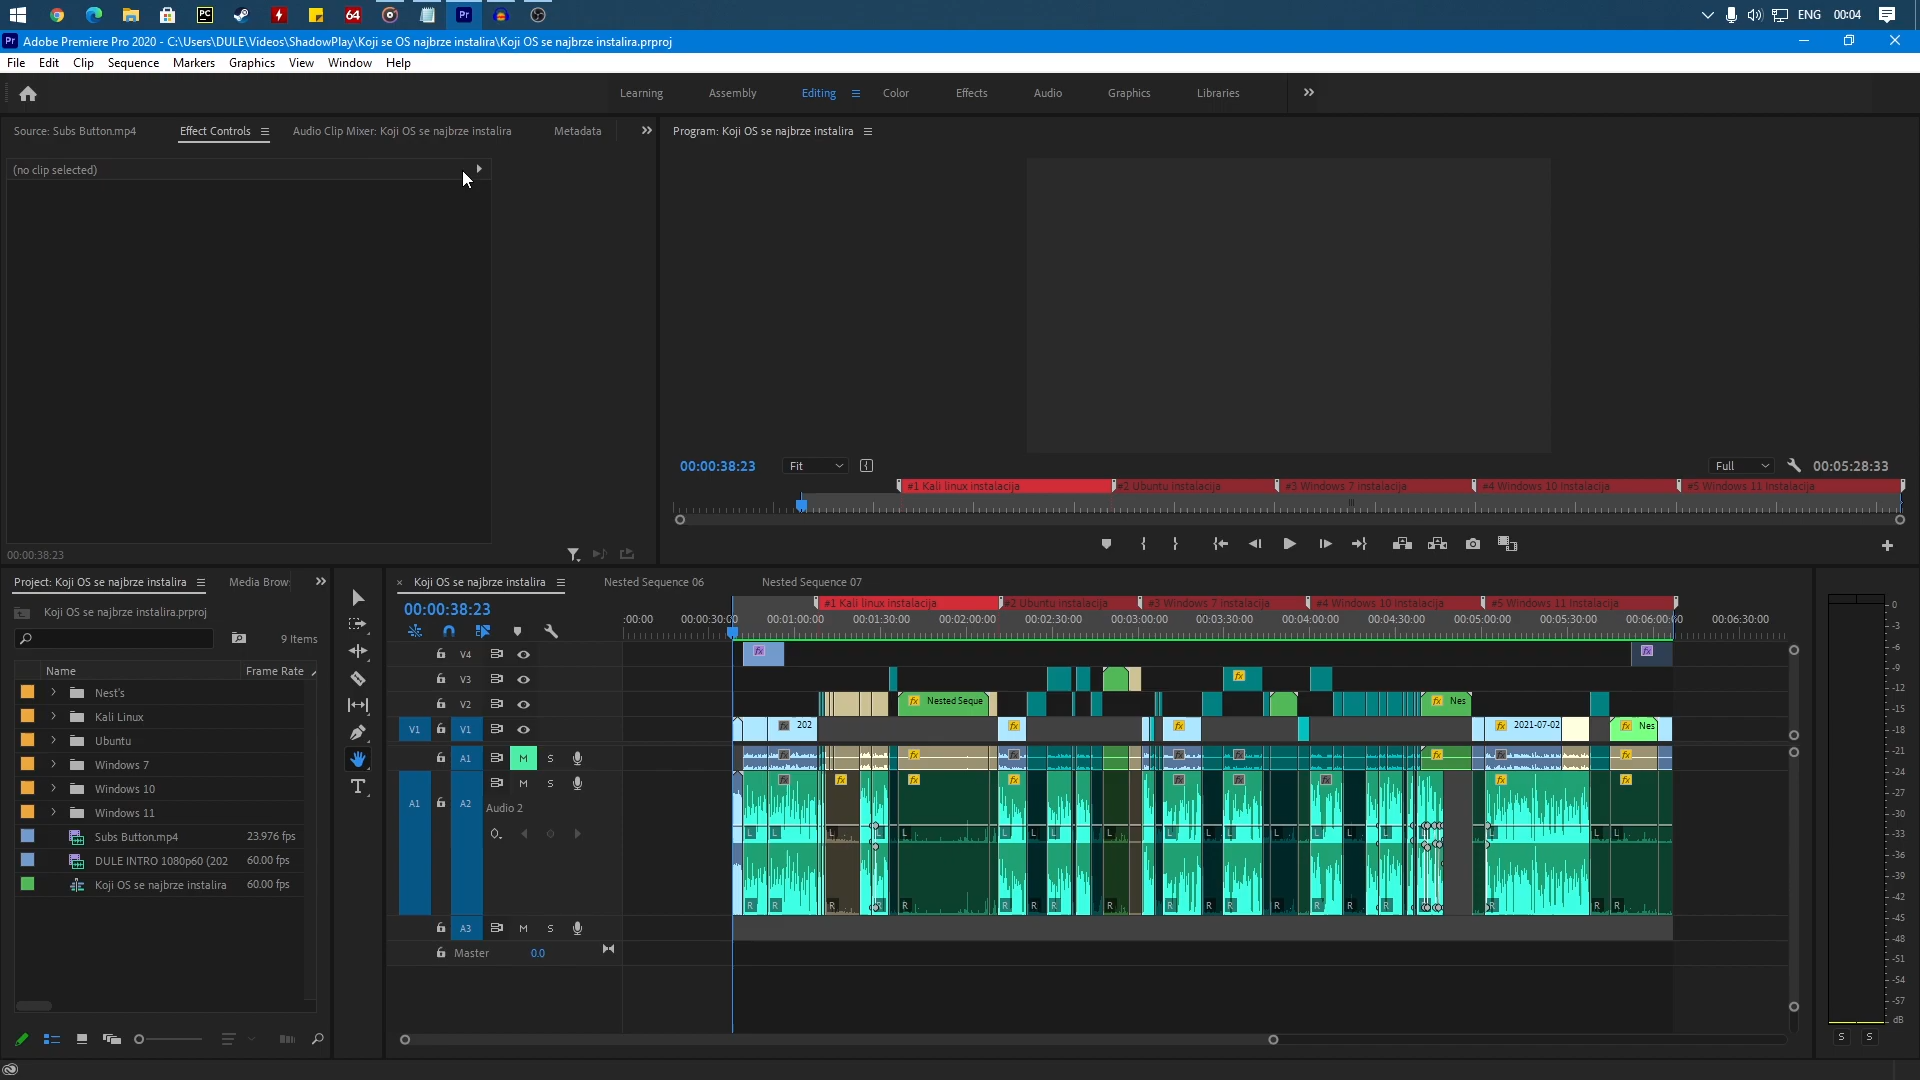 ENG 00:04
Adobe Premiere Pro 2020 - C:\Users\DULE\Videos\ShadowPlay\Koji se OS najbrze instalira\Koji OS se najbrze instalira.prproj
File Edit Clip Sequence Markers Graphics View Window Help
Learning Assembly Editing Color Effects Audio Graphics Libraries
Source: Subs Button.mp4 Effect Controls Audio Clip Mixer: Koji OS se najbrze instalira Metadata
Program: Koji OS se najbrze instalira
(no clip selected)
00:00:38:23 Fit Full 00:05:28:33
#1 Kali linux instalacija #2 Ubuntu instalacija #3 Windows 7 instalacija #4 Windows 10 instalacija #5 Windows 11 instalacija
00:00:38:23
Project: Koji OS se najbrze instalira Media Brow
Koji OS se najbrze instalira.prproj
9 Items
Name Frame Rate
Nest's
Kali Linux
Ubuntu
Windows 7
Windows 10
Windows 11
Subs Button.mp4 23.976 fps
DULE INTRO 1080p60 (202 60.00 fps
Koji OS se najbrze instalira 60.00 fps
Koji OS se najbrze instalira Nested Sequence 06 Nested Sequence 07
00:00:38:23
#1 Kali linux instalacija #2 Ubuntu instalacija #3 Windows 7 instalacija #4 Windows 10 instalacija #5 Windows 11 instalacija
:00:00 00:00:30:00 00:01:00:00 00:01:30:00 00:02:00:00 00:02:30:00 00:03:00:00 00:03:30:00 00:04:00:00 00:04:30:00 00:05:00:00 00:05:30:00 00:06:00:00 00:06:30:00
V4 fx fx
V3 fx
V2 fx Nested Seque fx Nes
V1 V1 fx 202 fx fx fx 2021-07-02 fx Nes
A1 M S
A1 A2 M S
Audio 2
A3 M S
Master 0.0
0
-3
-6
-9
-12
-15
-18
-21
-24
-27
-30
-33
-36
-39
-42
-45
-48
-51
-54
-57
dB
S S